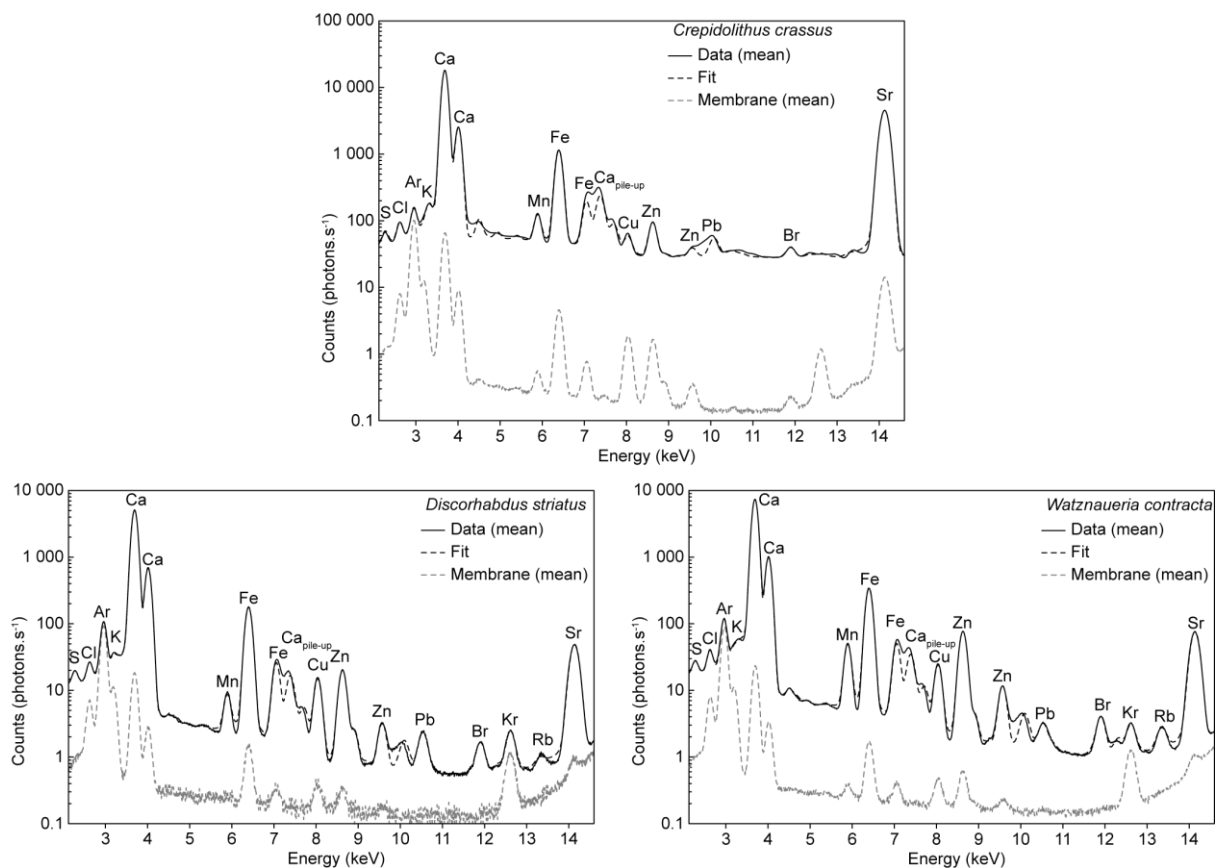 Crepidolithus crassus
Data (mean)
Fit
Membrane (mean)
100 000
10 000
1 000
100
10
1
0.1
Counts (photons.s⁻¹)
S Cl Ar K Ca Ca Mn Fe Fe Ca pile-up Cu Zn Zn Pb Br Sr
3 4 5 6 7 8 9 10 11 12 13 14
Energy (keV)
Discorhabdus striatus
Data (mean)
Fit
Membrane (mean)
10 000
1 000
100
10
1
0.1
Counts (photons.s⁻¹)
S Cl Ar K Ca Ca Mn Fe Fe Ca pile-up Cu Zn Zn Pb Br Kr Rb Sr
3 4 5 6 7 8 9 10 11 12 13 14
Energy (keV)
Watznaueria contracta
Data (mean)
Fit
Membrane (mean)
10 000
1 000
100
10
1
0.1
Counts (photons.s⁻¹)
S Cl Ar K Ca Ca Mn Fe Fe Ca pile-up Cu Zn Zn Pb Br Kr Rb Sr
3 4 5 6 7 8 9 10 11 12 13 14
Energy (keV)